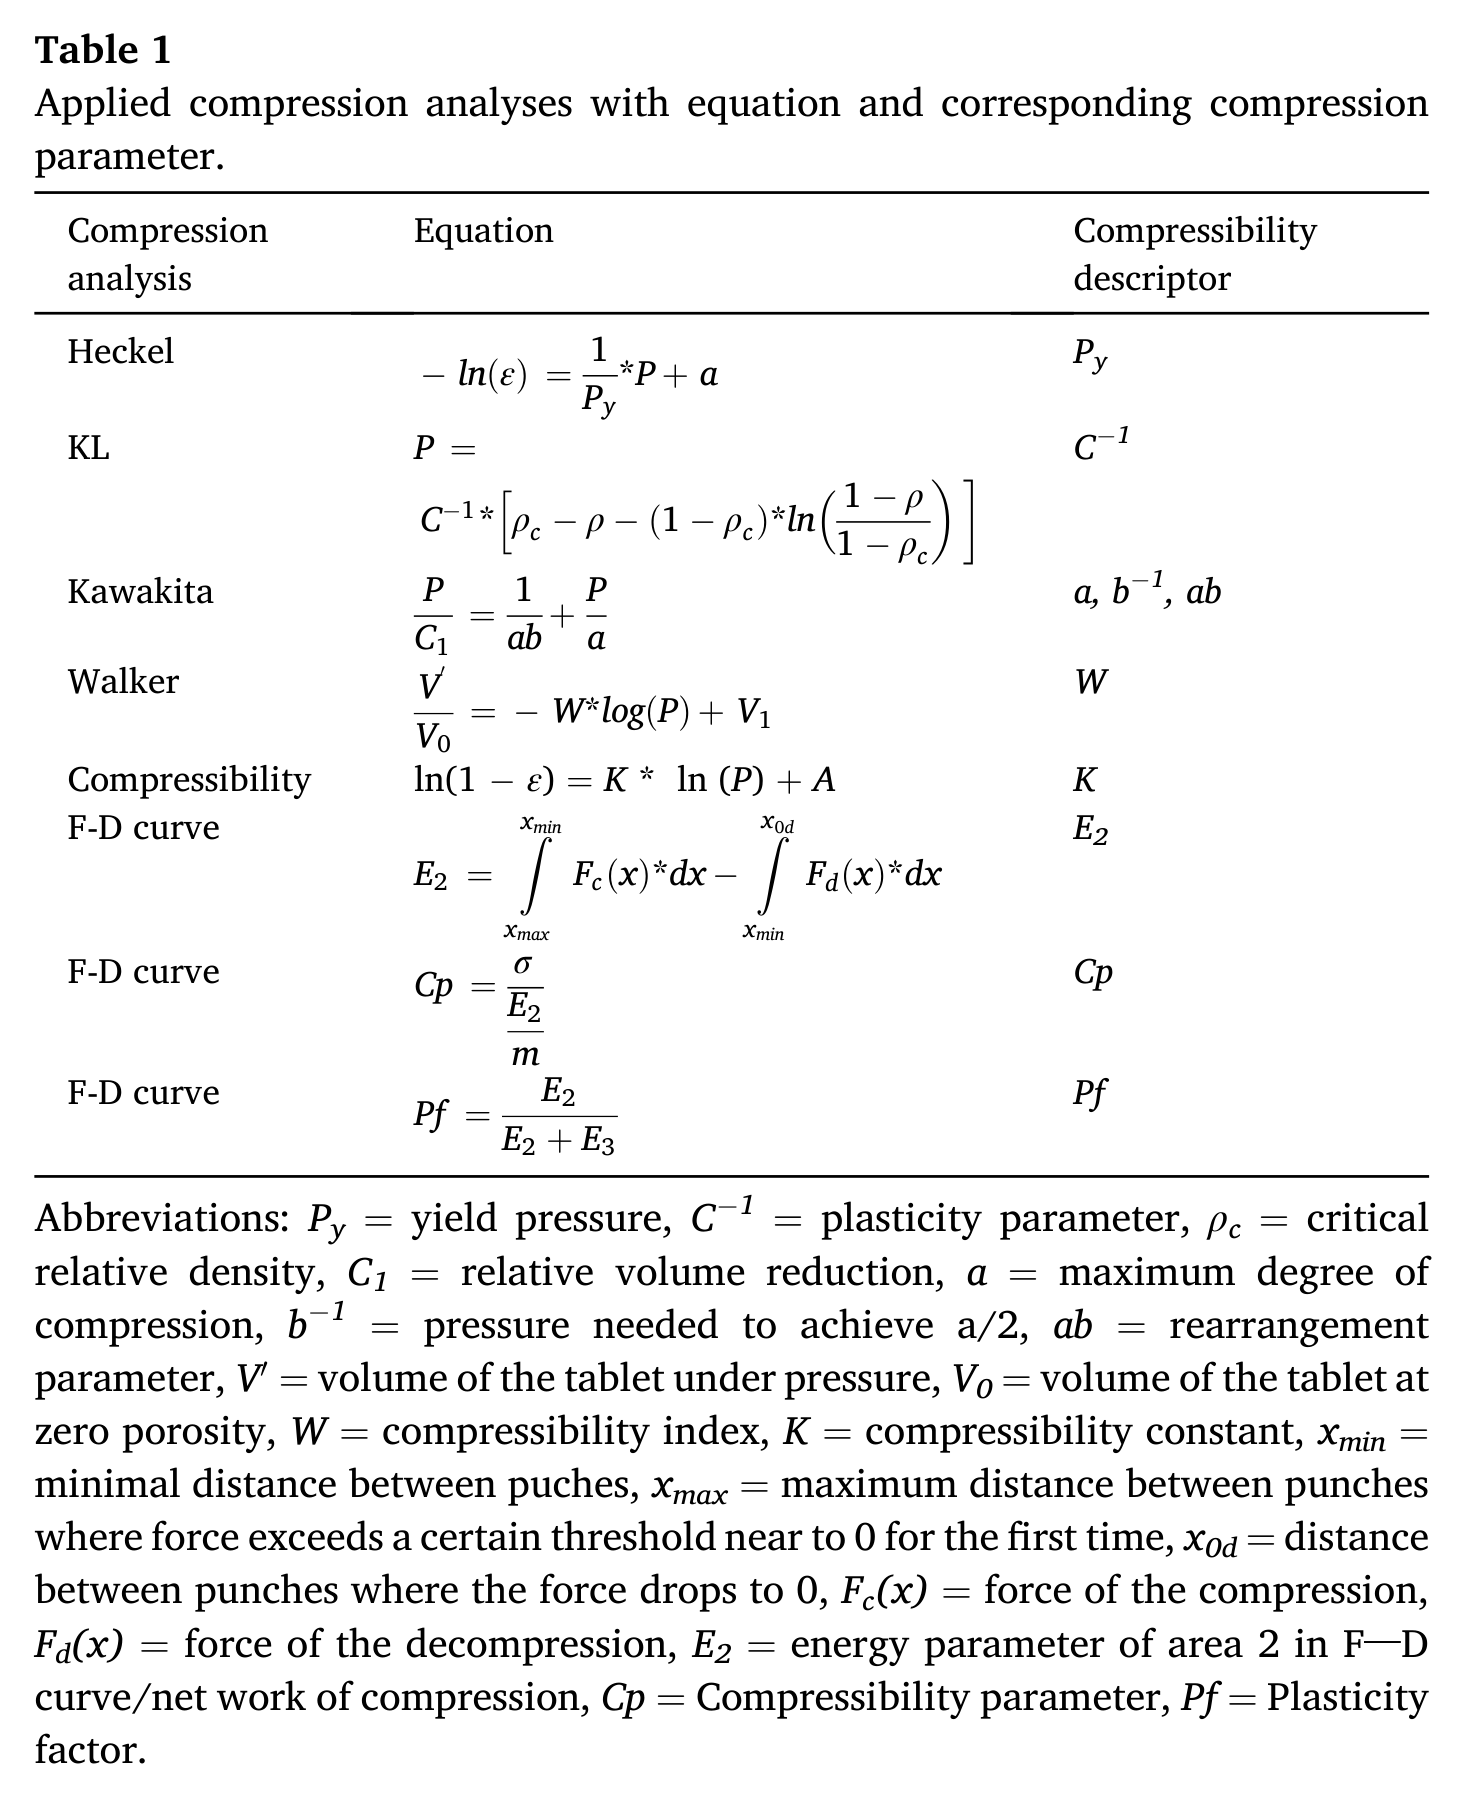 Table 1
Applied compression analyses with equation and corresponding compression
parameter.
Compression analysis	Equation	Compressibility descriptor
Heckel	− ln(ε) = 1/P_y *P + a	P_y
KL	P =	C^−1
C^−1 * [ρ_c − ρ − (1 − ρ_c)*ln((1 − ρ)/(1 − ρ_c))]
Kawakita	P/C_1 = 1/ab + P/a	a, b^−1, ab
Walker	V′/V_0 = − W*log(P) + V_1	W
Compressibility	ln(1 − ε) = K * ln (P) + A	K
F-D curve	E_2 = ∫_{x_max}^{x_min} F_c(x)*dx − ∫_{x_min}^{x_0d} F_d(x)*dx	E_2
F-D curve	Cp = σ/(E_2/m)	Cp
F-D curve	Pf = E_2/(E_2 + E_3)	Pf
Abbreviations: P_y = yield pressure, C^−1 = plasticity parameter, ρ_c = critical
relative density, C_1 = relative volume reduction, a = maximum degree of
compression, b^−1 = pressure needed to achieve a/2, ab = rearrangement
parameter, V′ = volume of the tablet under pressure, V_0 = volume of the tablet at
zero porosity, W = compressibility index, K = compressibility constant, x_min =
minimal distance between puches, x_max = maximum distance between punches
where force exceeds a certain threshold near to 0 for the first time, x_0d = distance
between punches where the force drops to 0, F_c(x) = force of the compression,
F_d(x) = force of the decompression, E_2 = energy parameter of area 2 in F—D
curve/net work of compression, Cp = Compressibility parameter, Pf = Plasticity
factor.